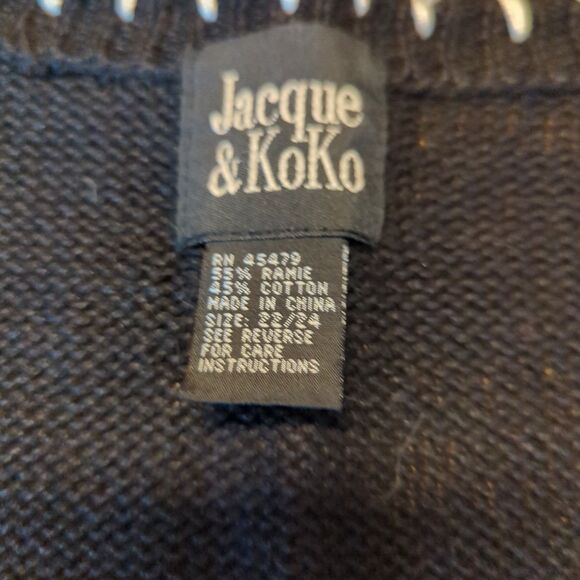 Jacque
& KoKo
RN 45479
55% RAMIE
45% COTTON
MADE IN CHINA
SIZE: 22/24
SEE REVERSE
FOR CARE
INSTRUCTIONS